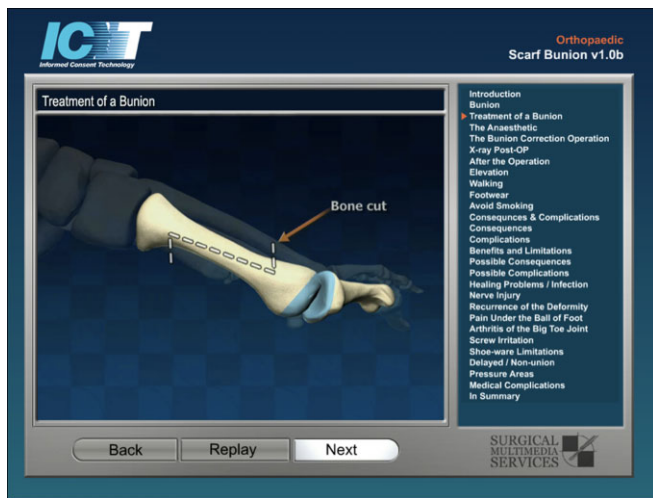 ICT
Informed Consent Technology
Orthopaedic
Scarf Bunion v1.0b
Treatment of a Bunion
Bone cut
Introduction
Bunion
Treatment of a Bunion
The Anaesthetic
The Bunion Correction Operation
X-ray Post-OP
After the Operation
Elevation
Walking
Footwear
Avoid Smoking
Consequnces & Complications
Consequences
Complications
Benefits and Limitations
Possible Consequences
Possible Complications
Healing Problems / Infection
Nerve Injury
Recurrence of the Deformity
Pain Under the Ball of Foot
Arthritis of the Big Toe Joint
Screw Irritation
Shoe-ware Limitations
Delayed / Non-union
Pressure Areas
Medical Complications
In Summary
Back
Replay
Next
SURGICAL
MULTIMEDIA
SERVICES